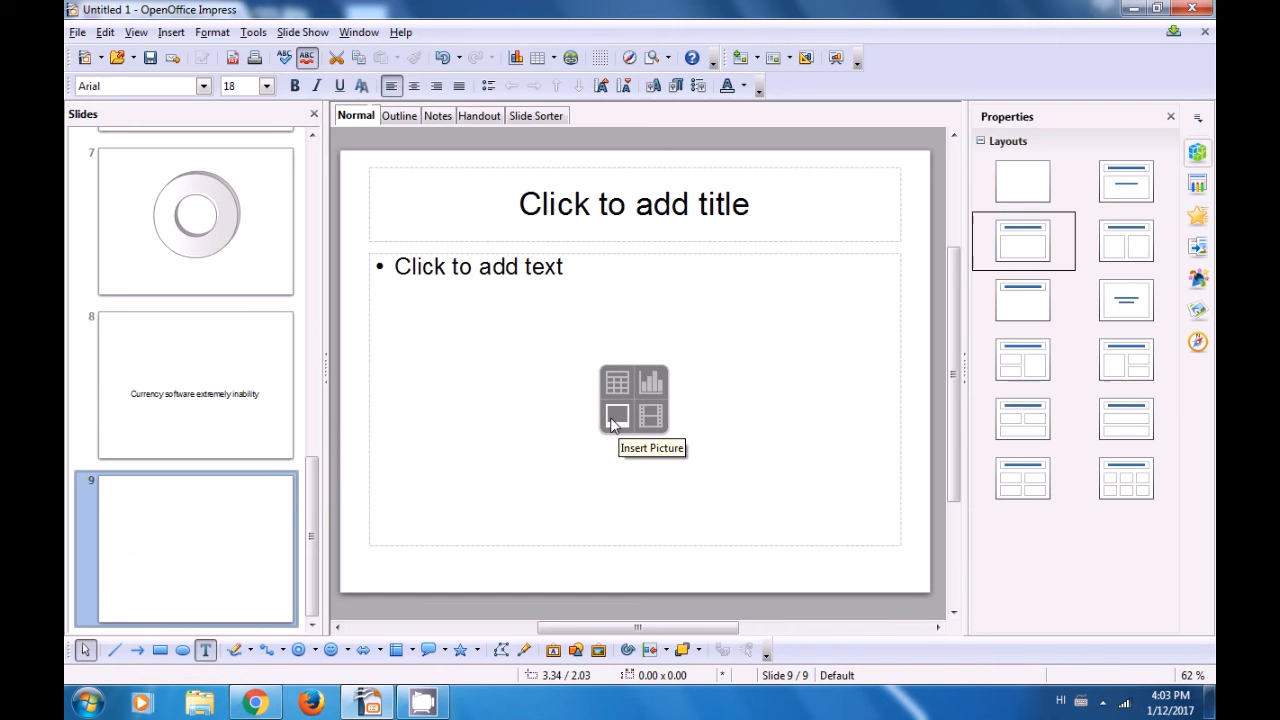 Untitled 1 - OpenOffice Impress
File Edit View Insert Format Tools Slide Show Window Help
Arial 18
Slides
Normal Outline Notes Handout Slide Sorter
Properties
Layouts
7
8
Currency software extremely inability
9
Click to add title
• Click to add text
Insert Picture
3.34 / 2.03 0.00 x 0.00 * Slide 9 / 9 Default 62 %
HI 4:03 PM
1/12/2017